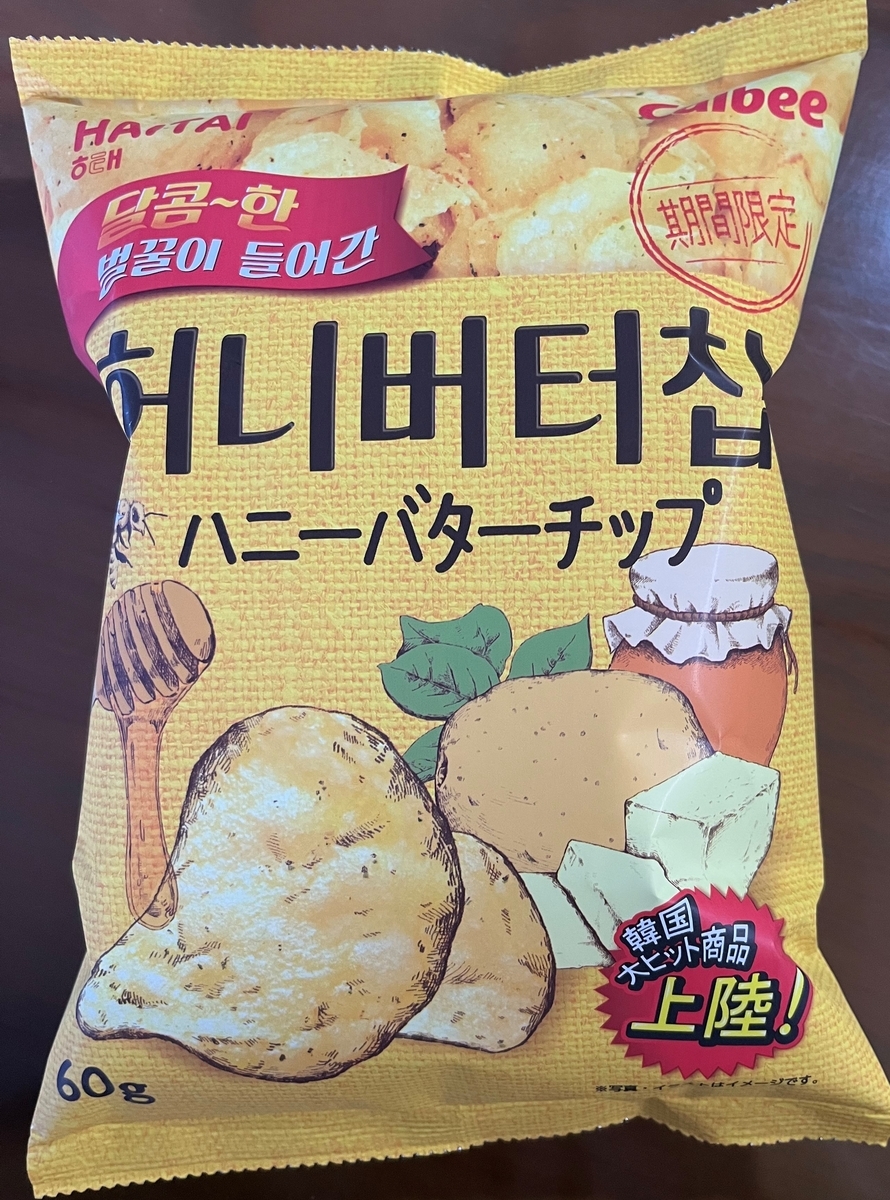 HAITAI
해태
Calbee
期間限定
달콤~한
벌꿀이 들어간
허니버터칩
ハニーバターチップ
韓国
大ヒット商品
上陸!
60g
※写真・イラストはイメージです。